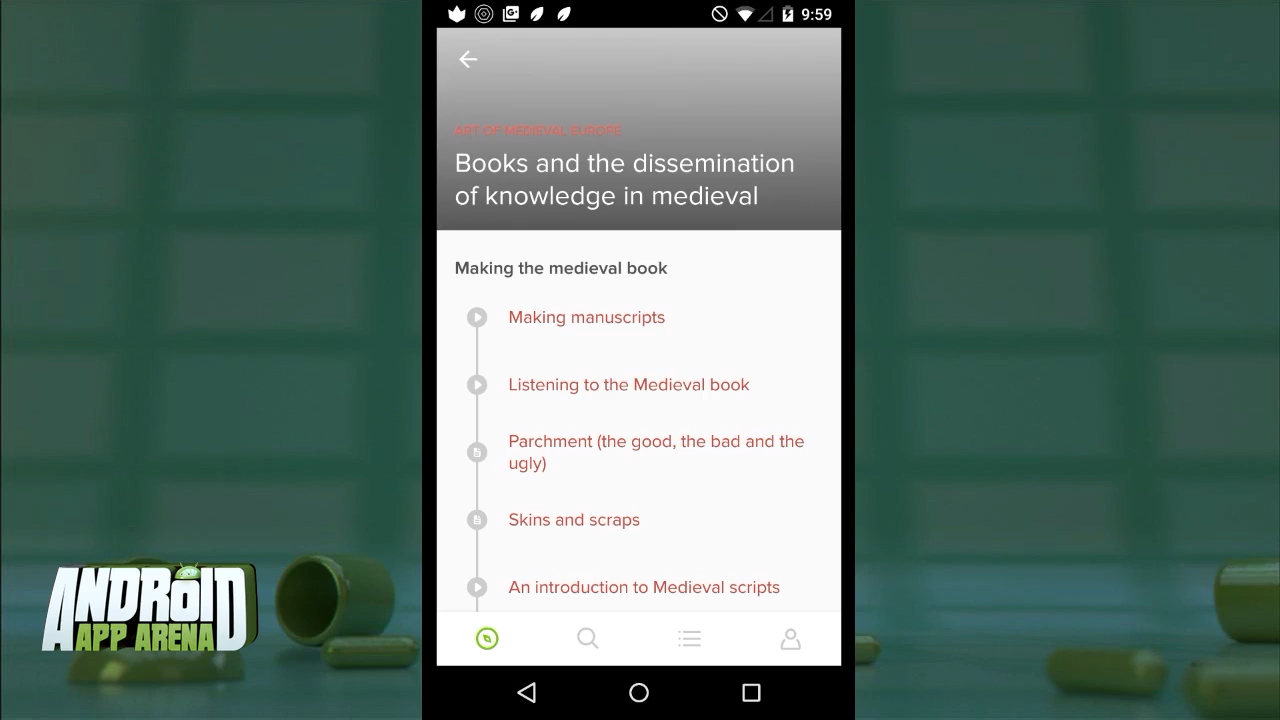 9:59
ART OF MEDIEVAL EUROPE
Books and the dissemination
of knowledge in medieval
Making the medieval book
Making manuscripts
Listening to the Medieval book
Parchment (the good, the bad and the
ugly)
Skins and scraps
An introduction to Medieval scripts
ANDROID
APP ARENA